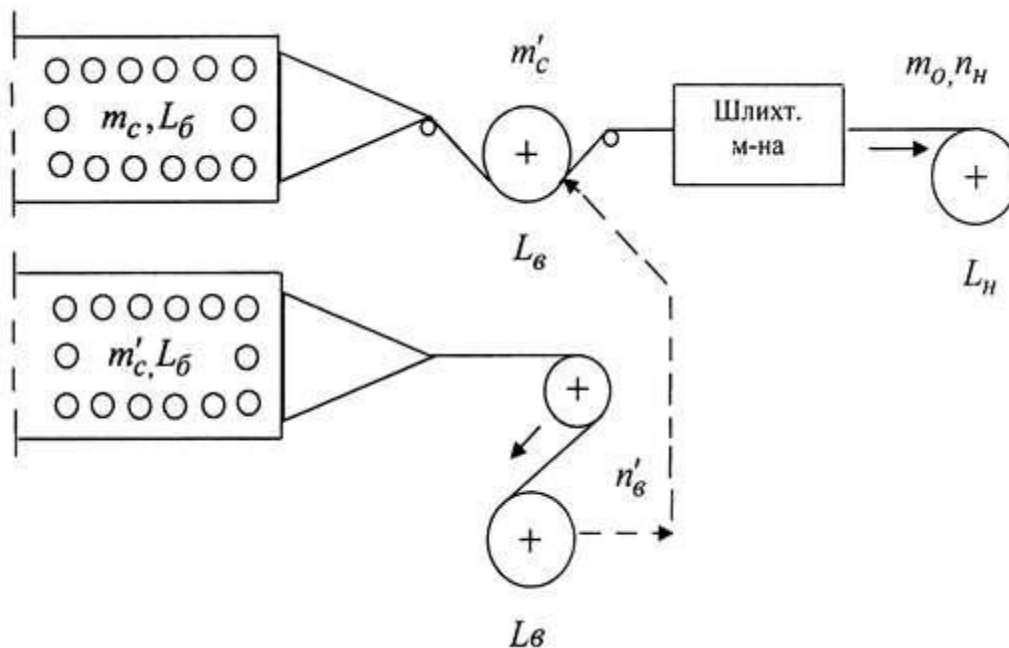 m'c
mо, nн
mс, Lб
Шлихт.
м-на
+
+
Lв
Lн
m'с, Lб
+
n'в
+
Lв